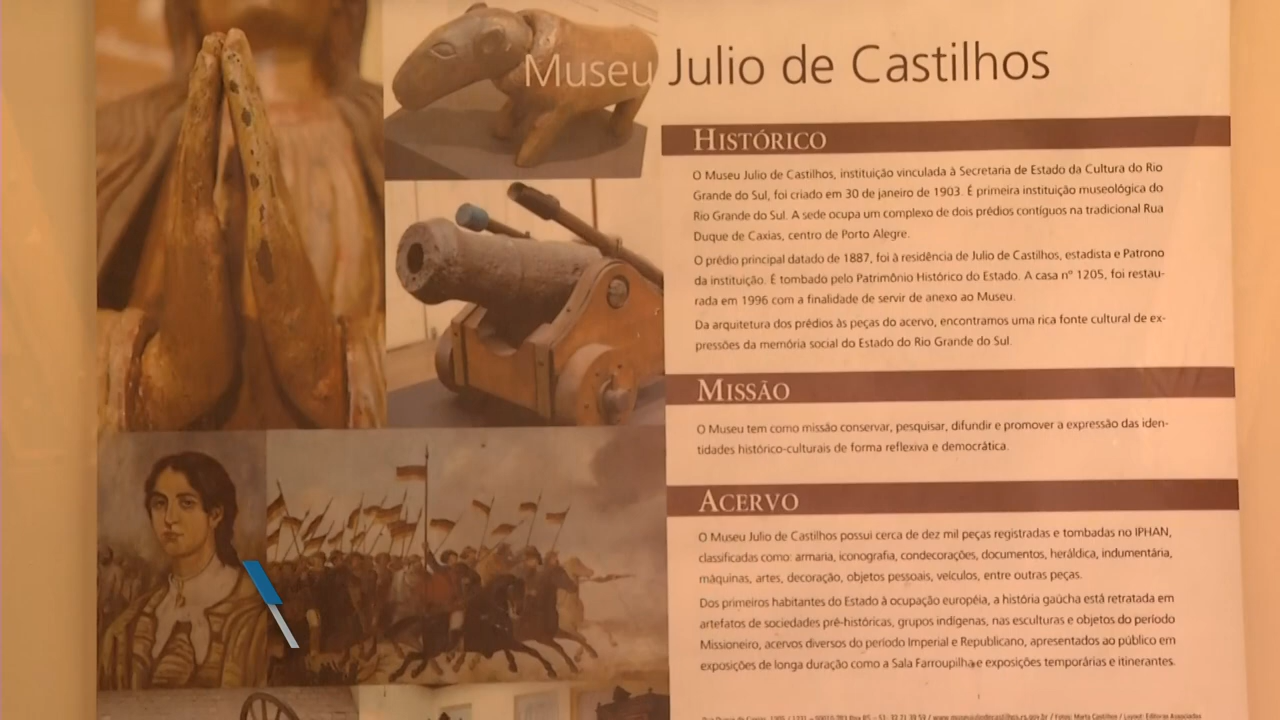 Museu Julio de Castilhos
HISTÓRICO
O Museu Julio de Castilhos, instituição vinculada à Secretaria de Estado da Cultura do Rio
Grande do Sul, foi criado em 30 de janeiro de 1903. É primeira instituição museológica do
Rio Grande do Sul. A sede ocupa um complexo de dois prédios contíguos na tradicional Rua
Duque de Caxias, centro de Porto Alegre.
O prédio principal datado de 1887, foi à residência de Julio de Castilhos, estadista e Patrono
da instituição. É tombado pelo Patrimônio Histórico do Estado. A casa nº 1205, foi restau-
rada em 1996 com a finalidade de servir de anexo ao Museu.
Da arquitetura dos prédios às peças do acervo, encontramos uma rica fonte cultural de ex-
pressões da memória social do Estado do Rio Grande do Sul.
MISSÃO
O Museu tem como missão conservar, pesquisar, difundir e promover a expressão das iden-
tidades histórico-culturais de forma reflexiva e democrática.
ACERVO
O Museu Julio de Castilhos possui cerca de dez mil peças registradas e tombadas no IPHAN,
classificadas como: armaria, iconografia, condecorações, documentos, heráldica, indumentária,
máquinas, artes, decoração, objetos pessoais, veículos, entre outras peças.
Dos primeiros habitantes do Estado à ocupação européia, a história gaúcha está retratada em
artefatos de sociedades pré-históricas, grupos indígenas, nas esculturas e objetos do período
Missioneiro, acervos diversos do período Imperial e Republicano, apresentados ao público em
exposições de longa duração como a Sala Farroupilha e exposições temporárias e itinerantes.